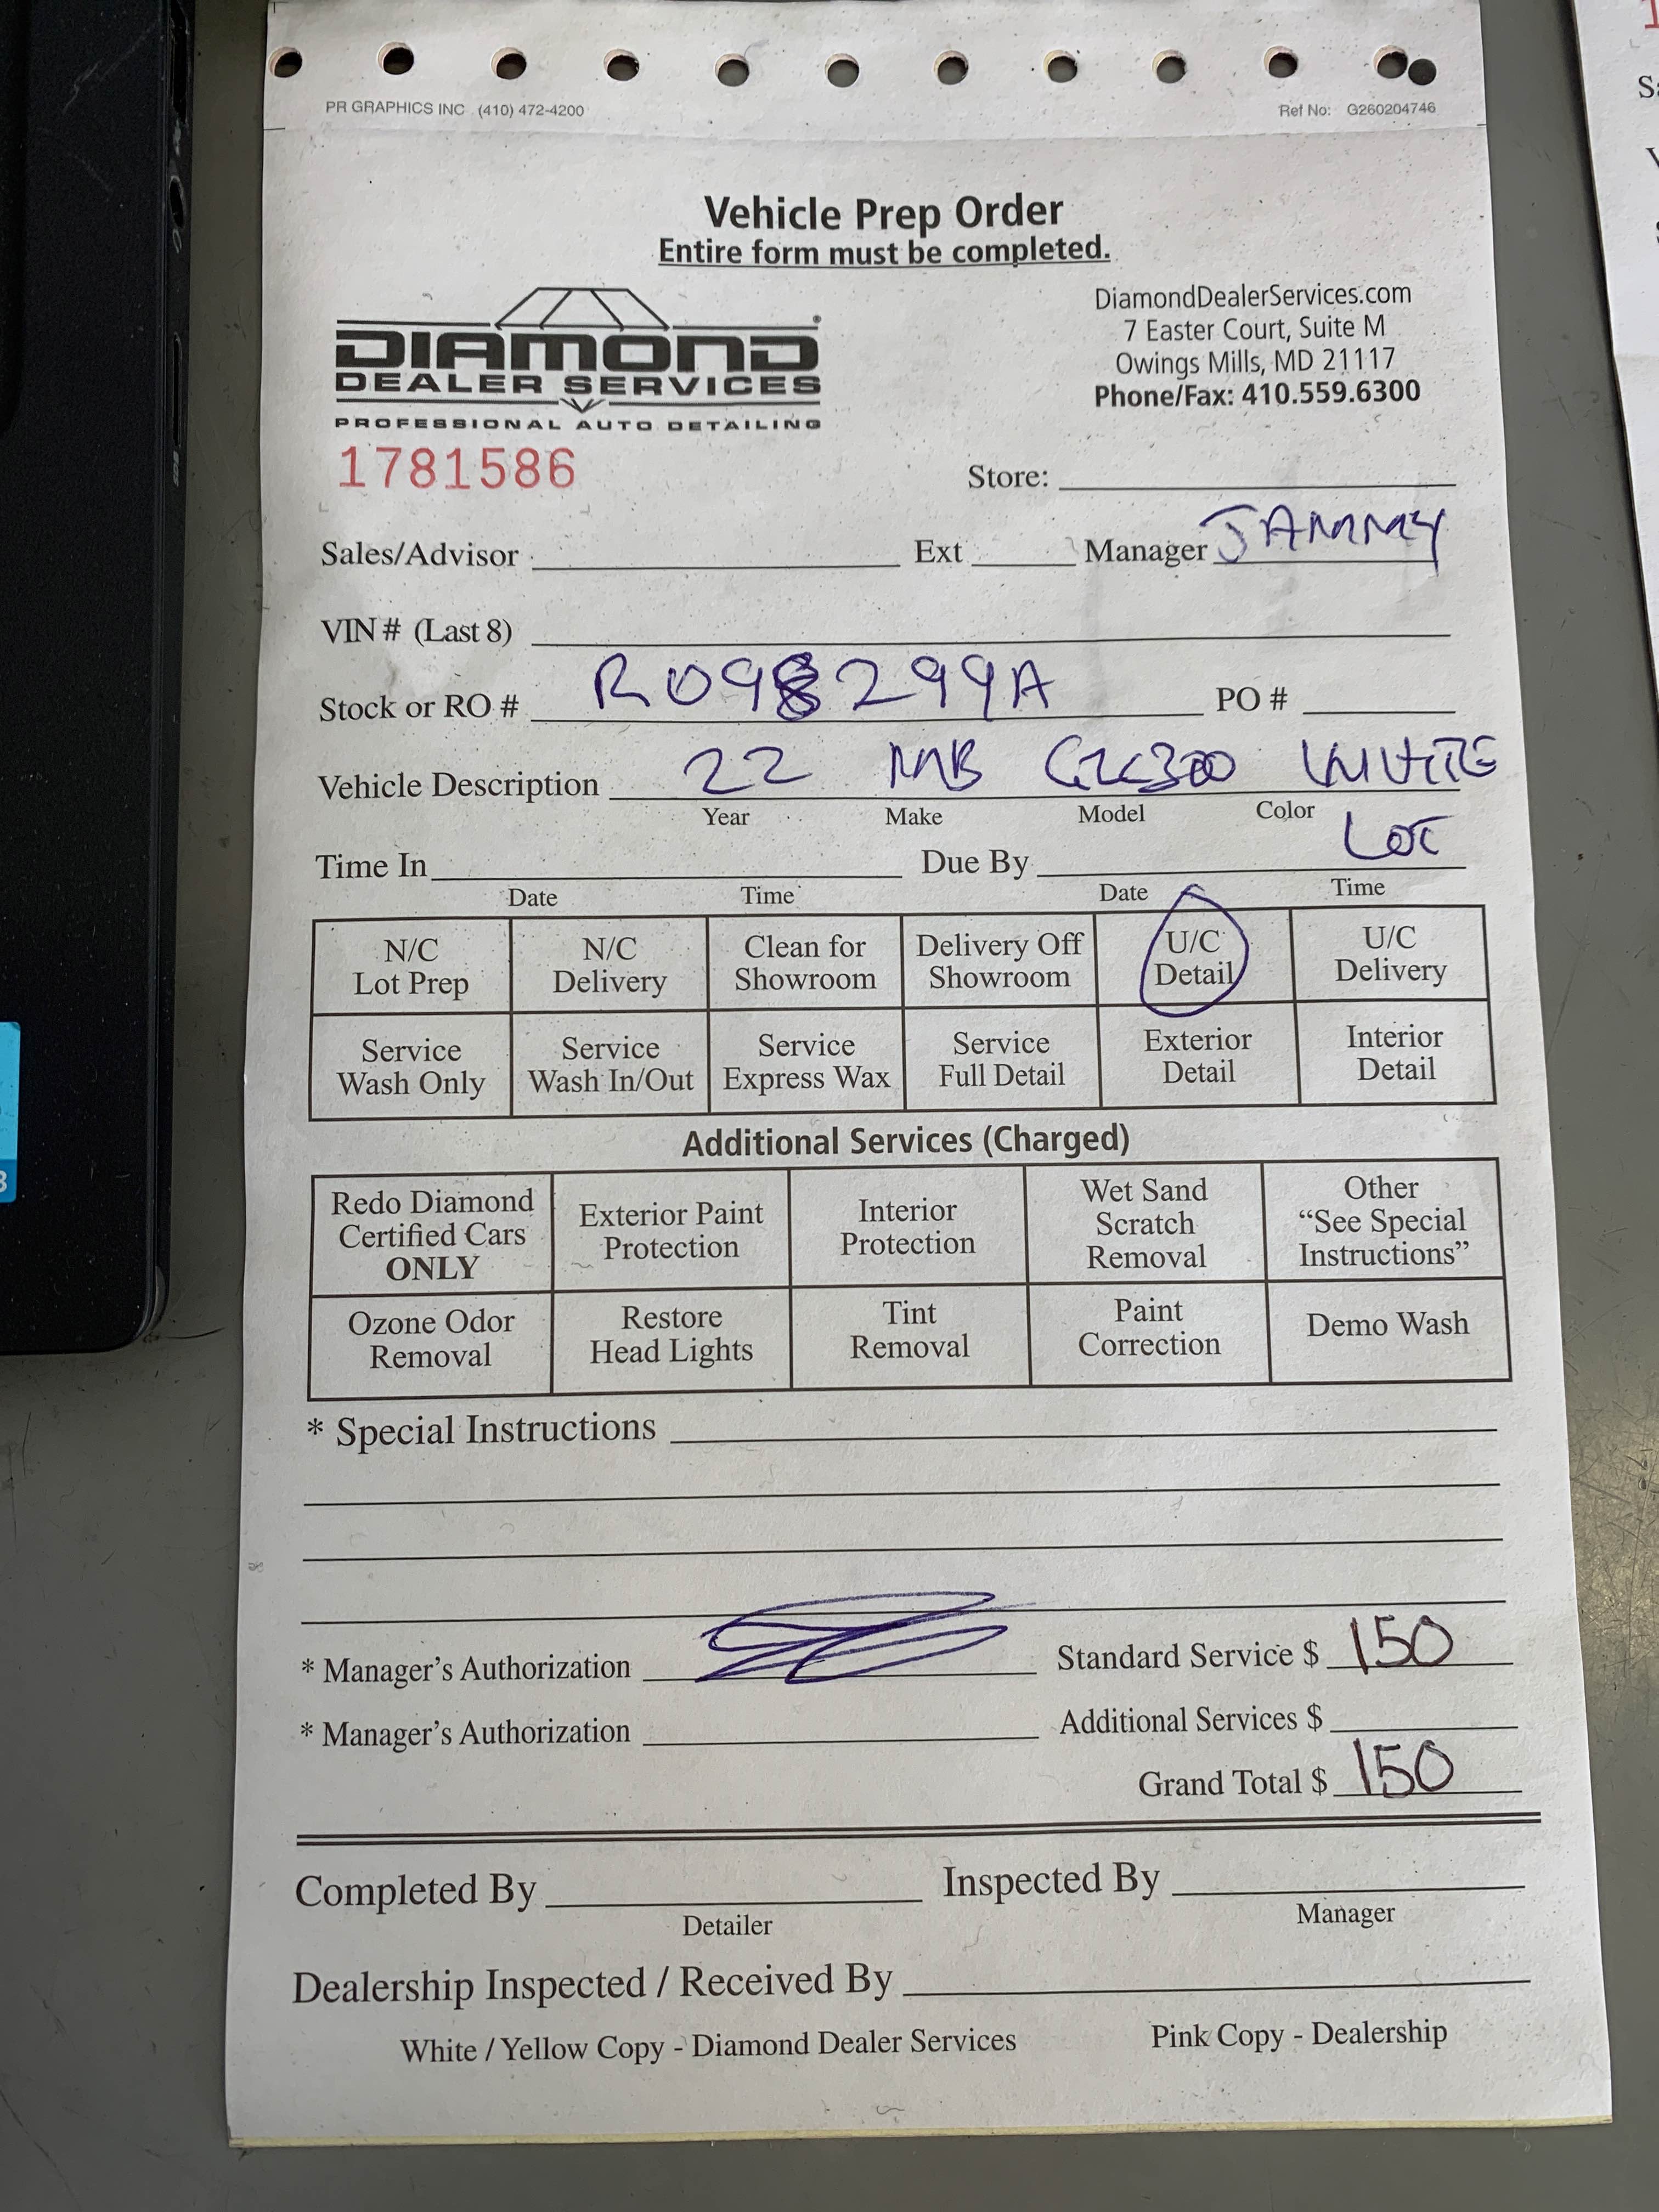 PR GRAPHICS INC (410) 472-4200 Ref No: G260204746
Vehicle Prep Order
Entire form must be completed.
DIAMOND
DEALER SERVICES
PROFESSIONAL AUTO DETAILING
DiamondDealerServices.com
7 Easter Court, Suite M
Owings Mills, MD 21117
Phone/Fax: 410.559.6300
1781586
Store:
Sales/Advisor Ext Manager JAMMY
VIN # (Last 8)
Stock or RO # R098299A PO #
Vehicle Description 22 MB GLC300 WHITE
Year Make Model Color
Time In Due By LOT
Date Time Date Time
N/C Lot Prep
N/C Delivery
Clean for Showroom
Delivery Off Showroom
U/C Detail
U/C Delivery
Service Wash Only
Service Wash In/Out
Service Express Wax
Service Full Detail
Exterior Detail
Interior Detail
Additional Services (Charged)
Redo Diamond Certified Cars ONLY
Exterior Paint Protection
Interior Protection
Wet Sand Scratch Removal
Other "See Special Instructions"
Ozone Odor Removal
Restore Head Lights
Tint Removal
Paint Correction
Demo Wash
* Special Instructions
* Manager's Authorization Standard Service $ 150
* Manager's Authorization Additional Services $
Grand Total $ 150
Completed By Inspected By
Detailer Manager
Dealership Inspected / Received By
White / Yellow Copy - Diamond Dealer Services Pink Copy - Dealership